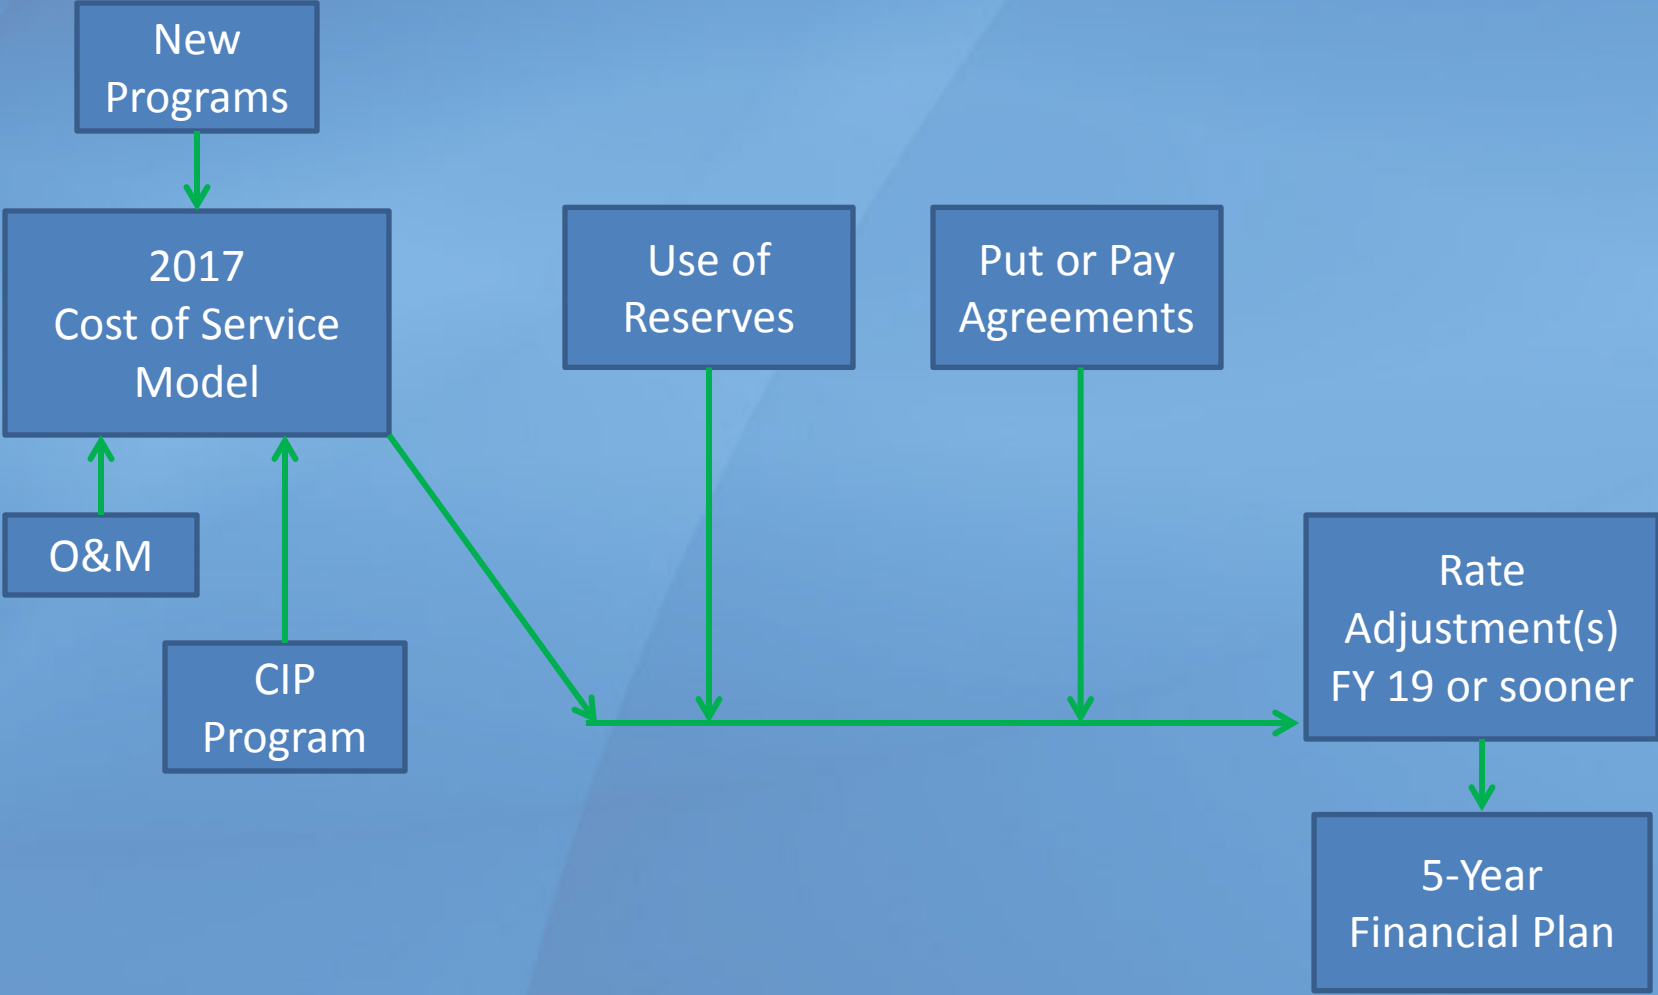 New
Programs
2017
Cost of Service
Model
Use of
Reserves
Put or Pay
Agreements
O&M
CIP
Program
Rate
Adjustment(s)
FY 19 or sooner
5-Year
Financial Plan